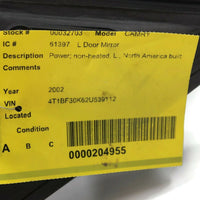 Stock # 00032703 Model CAMRY
IC # 61397 L Door Mirror
Description Power; non-heated, L., North America built
Comments
Year 2002
VIN
Located
Condition
A B C
0000204955